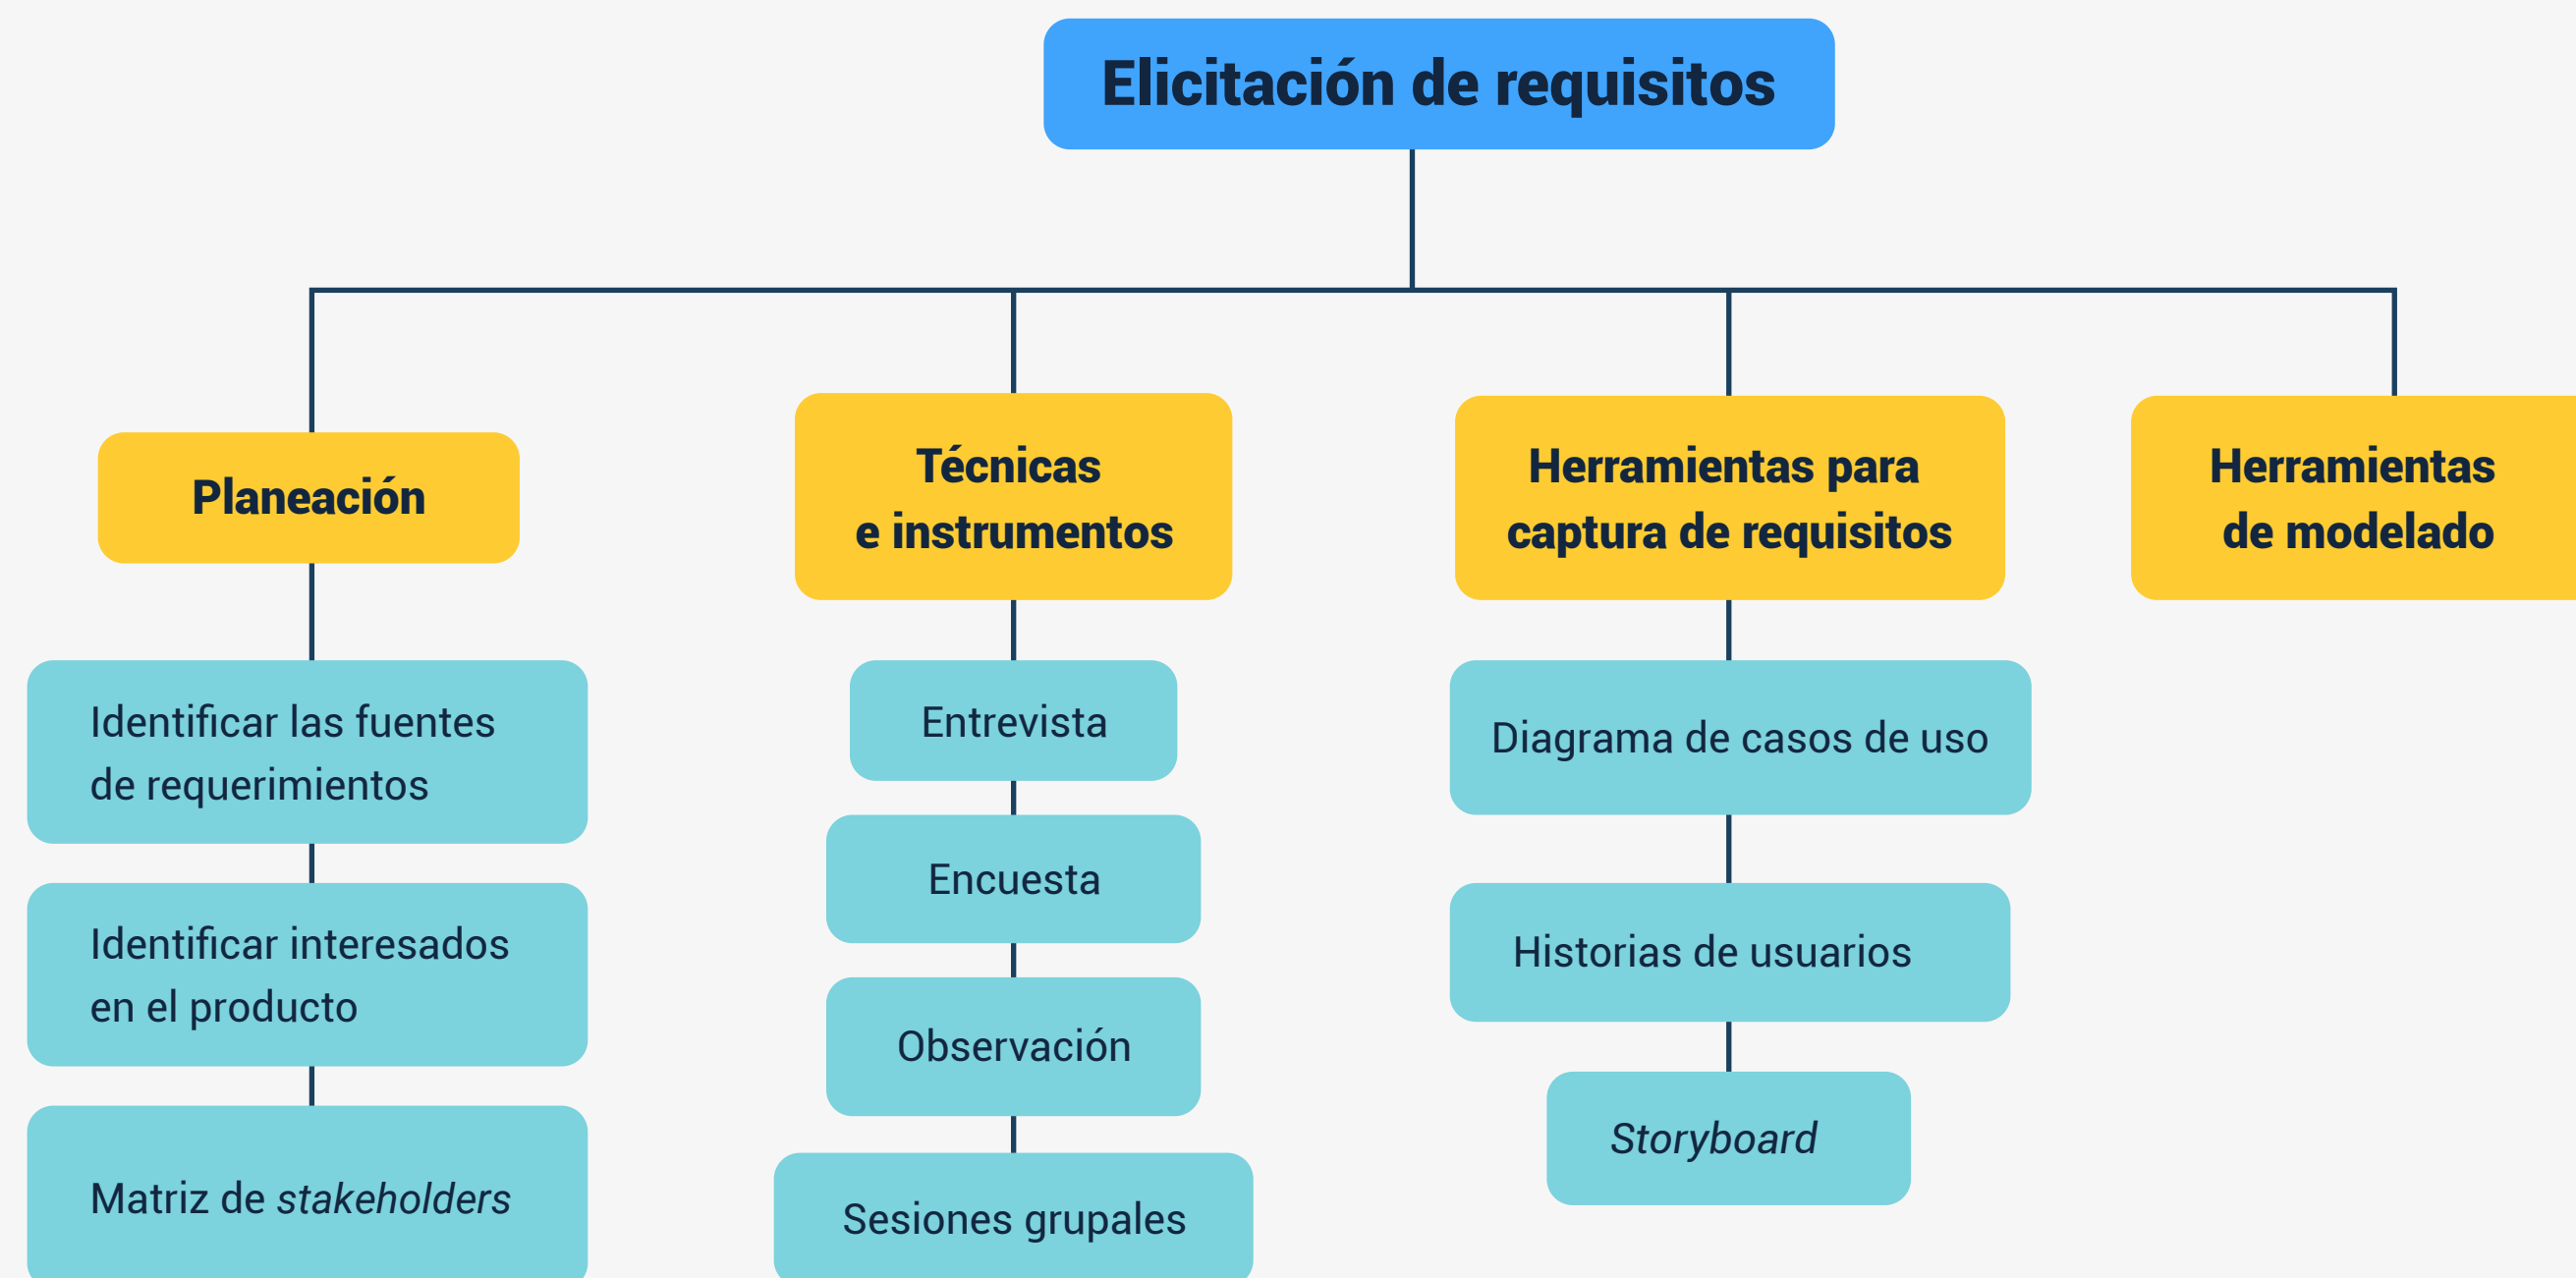 Elicitación de requisitos
Planeación
Identificar las fuentes
de requerimientos
Identificar interesados
en el producto
Matriz de stakeholders
Técnicas
e instrumentos
Entrevista
Encuesta
Observación
Sesiones grupales
Herramientas para
captura de requisitos
Diagrama de casos de uso
Historias de usuarios
Storyboard
Herramientas
de modelado